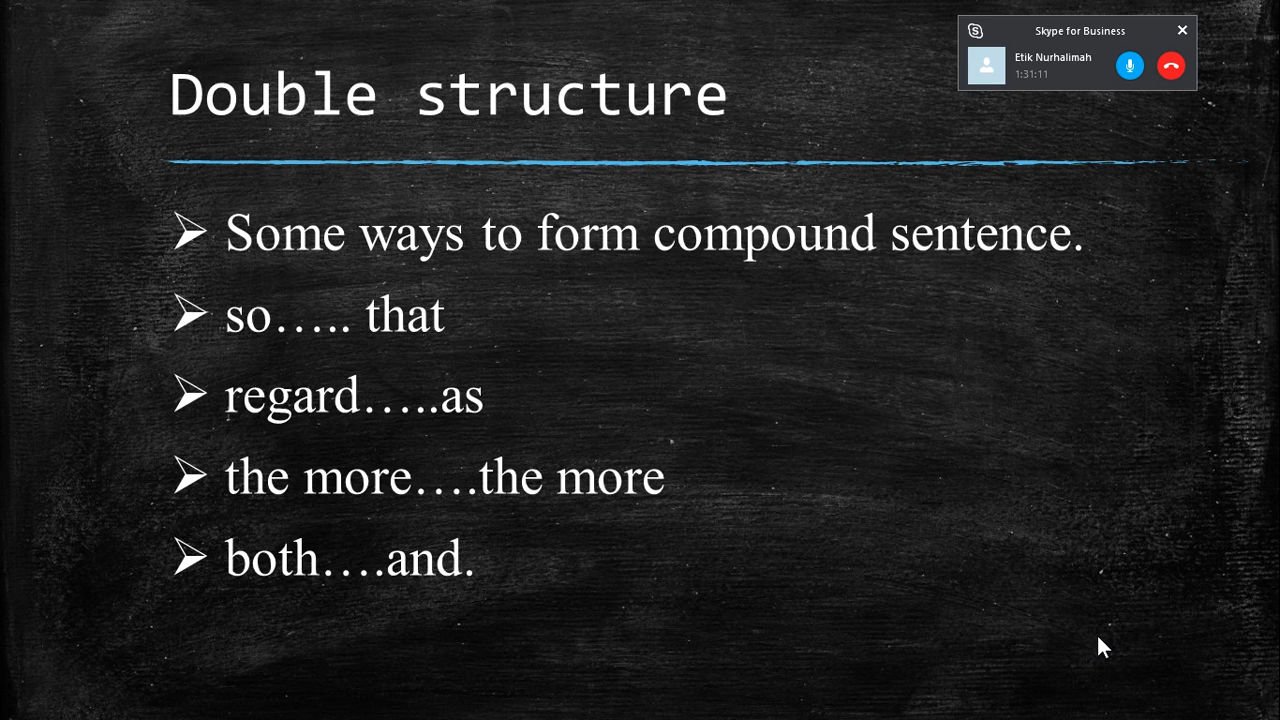 Skype for Business
Etik Nurhalimah
1:31:11
Double structure
Some ways to form compound sentence.
so….. that
regard…..as
the more….the more
both….and.